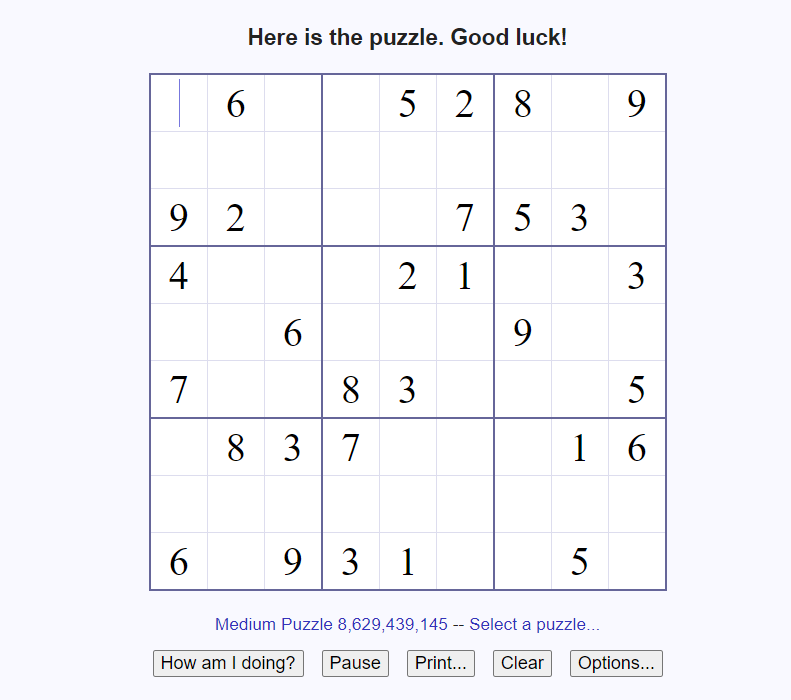 Here is the puzzle. Good luck!
6 5 2 8 9
9 2 7 5 3
4 2 1 3
6 9
7 8 3 5
8 3 7 1 6
6 9 3 1 5
Medium Puzzle 8,629,439,145 -- Select a puzzle...
How am I doing? Pause Print... Clear Options...